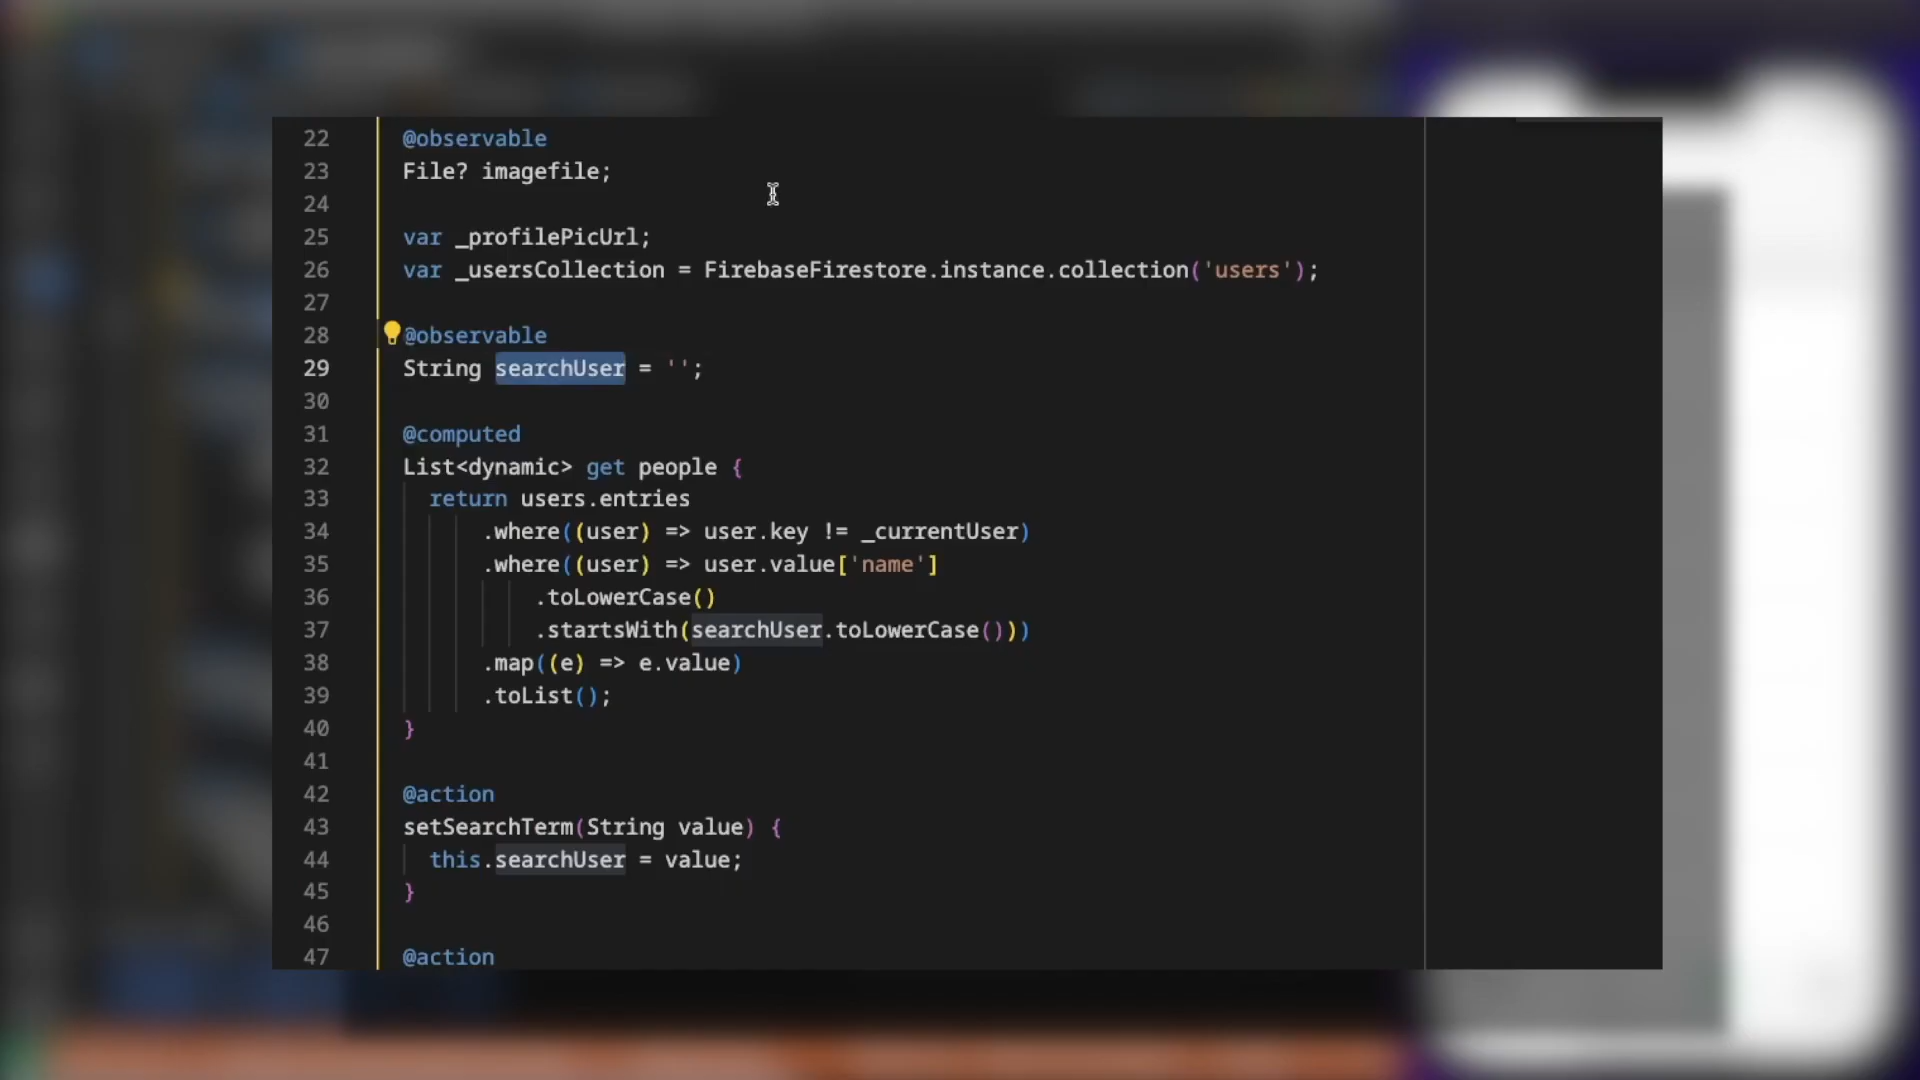 22 @observable
23 File? imagefile;
24
25 var _profilePicUrl;
26 var _usersCollection = FirebaseFirestore.instance.collection('users');
27
28 @observable
29 String searchUser = '';
30
31 @computed
32 List<dynamic> get people {
33 return users.entries
34 .where((user) => user.key != _currentUser)
35 .where((user) => user.value['name']
36 .toLowerCase()
37 .startsWith(searchUser.toLowerCase()))
38 .map((e) => e.value)
39 .toList();
40 }
41
42 @action
43 setSearchTerm(String value) {
44 this.searchUser = value;
45 }
46
47 @action